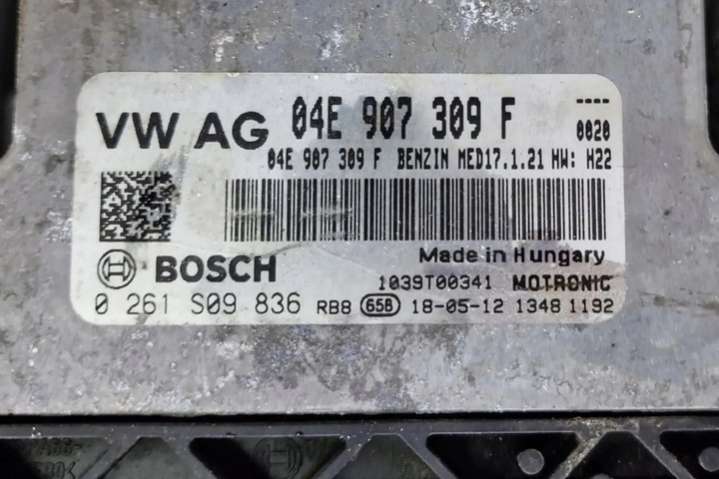 VW AG 04E 907 309 F ----
0020
04E 907 309 F BENZIN MED17.1.21 HW: H22
BOSCH Made in Hungary
1039T00341 MOTRONIC
0 261 S09 836 RB8 65B 18-05-12 1348 1192